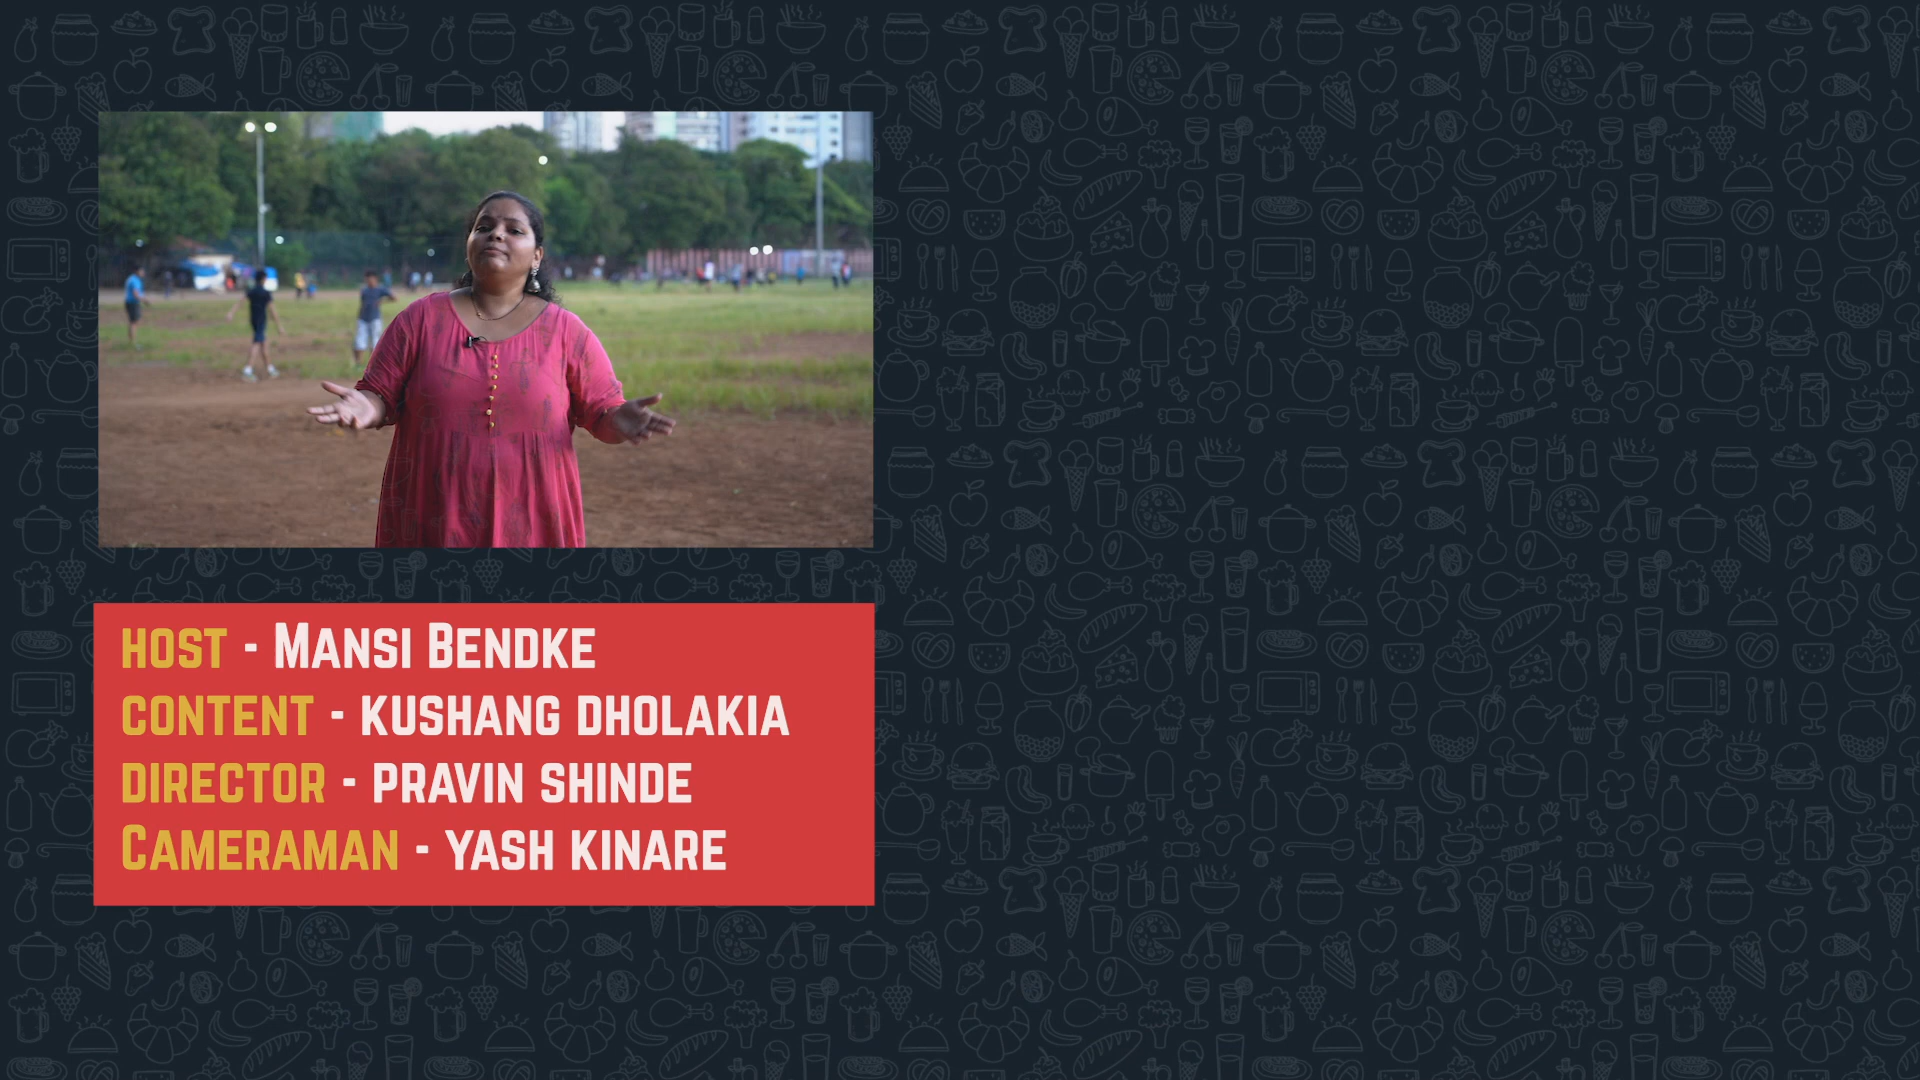 HOST - MANSI BENDKE
CONTENT - KUSHANG DHOLAKIA
DIRECTOR - PRAVIN SHINDE
CAMERAMAN - YASH KINARE